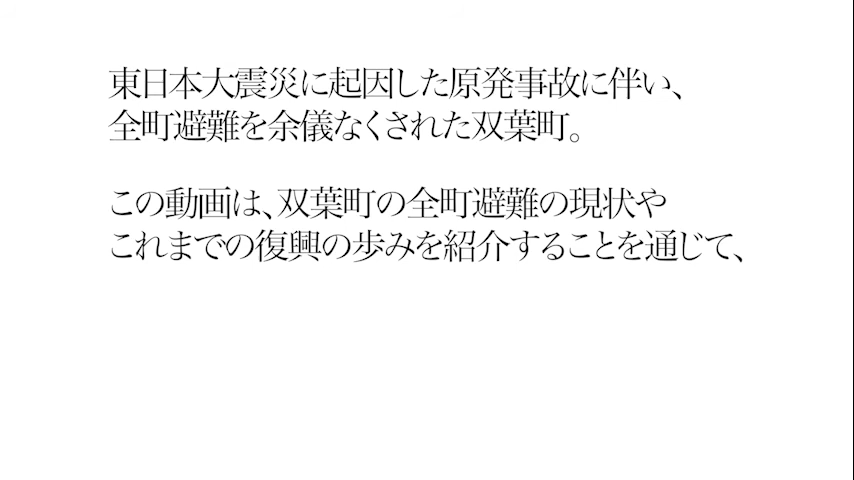 東日本大震災に起因した原発事故に伴い、
全町避難を余儀なくされた双葉町。
この動画は、双葉町の全町避難の現状や
これまでの復興の歩みを紹介することを通じて、